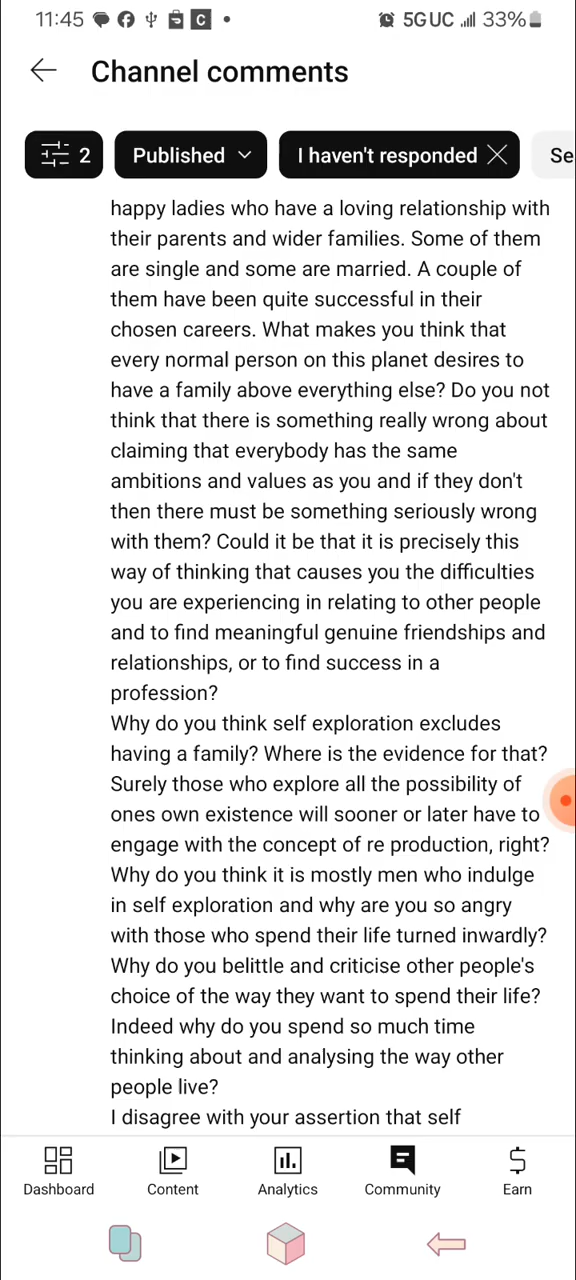 11:45 5G UC 33%
Channel comments
2 Published I haven't responded Se
happy ladies who have a loving relationship with
their parents and wider families. Some of them
are single and some are married. A couple of
them have been quite successful in their
chosen careers. What makes you think that
every normal person on this planet desires to
have a family above everything else? Do you not
think that there is something really wrong about
claiming that everybody has the same
ambitions and values as you and if they don't
then there must be something seriously wrong
with them? Could it be that it is precisely this
way of thinking that causes you the difficulties
you are experiencing in relating to other people
and to find meaningful genuine friendships and
relationships, or to find success in a
profession?
Why do you think self exploration excludes
having a family? Where is the evidence for that?
Surely those who explore all the possibility of
ones own existence will sooner or later have to
engage with the concept of re production, right?
Why do you think it is mostly men who indulge
in self exploration and why are you so angry
with those who spend their life turned inwardly?
Why do you belittle and criticise other people's
choice of the way they want to spend their life?
Indeed why do you spend so much time
thinking about and analysing the way other
people live?
I disagree with your assertion that self
Dashboard Content Analytics Community Earn